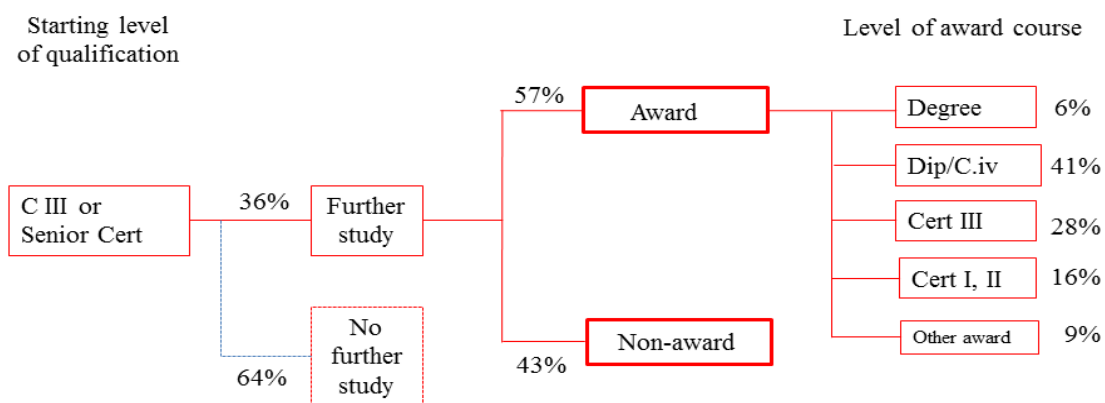 Starting level
of qualification
Level of award course
57%
Award
Degree
6%
Dip/C.iv
41%
C III or
Senior Cert
36%
Further
study
Cert III
28%
Cert I, II
16%
No
further
study
64%
43%
Non-award
Other award
9%